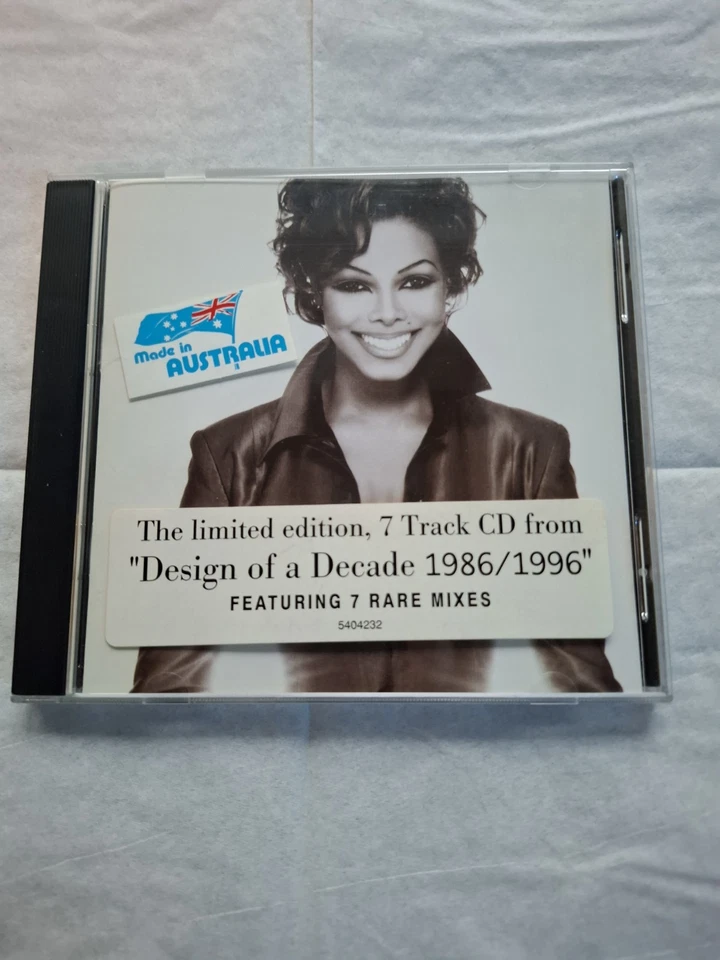 Made in
AUSTRALIA
The limited edition, 7 Track CD from
"Design of a Decade 1986/1996"
FEATURING 7 RARE MIXES
5404232